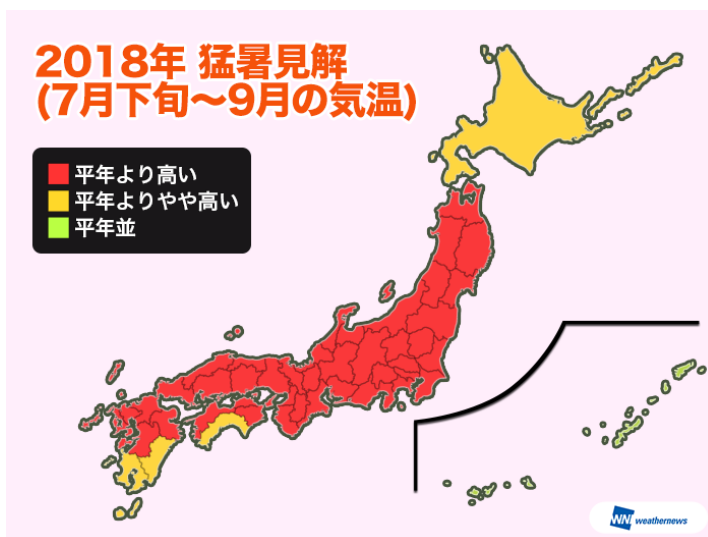 2018年 猛暑見解
(7月下旬～9月の気温)
平年より高い
平年よりやや高い
平年並
WNI weathernews